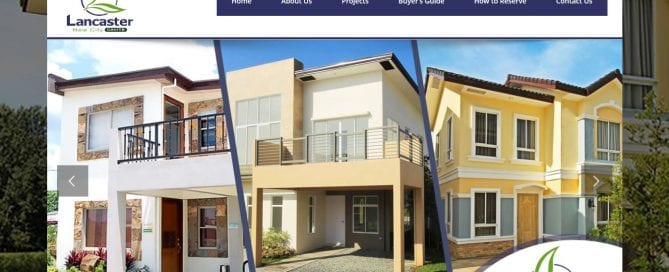 Home About Us Projects Buyer's Guide How to Reserve Contact Us
Lancaster
New City CAVITE